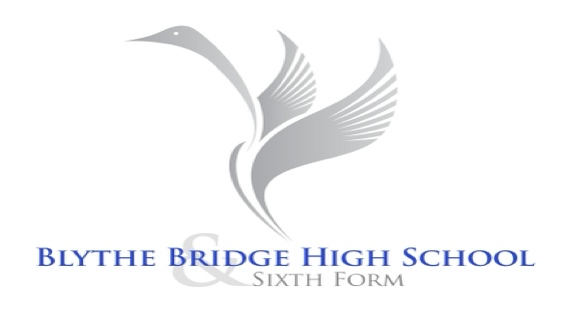 BLYTHE BRIDGE HIGH SCHOOL
& SIXTH FORM